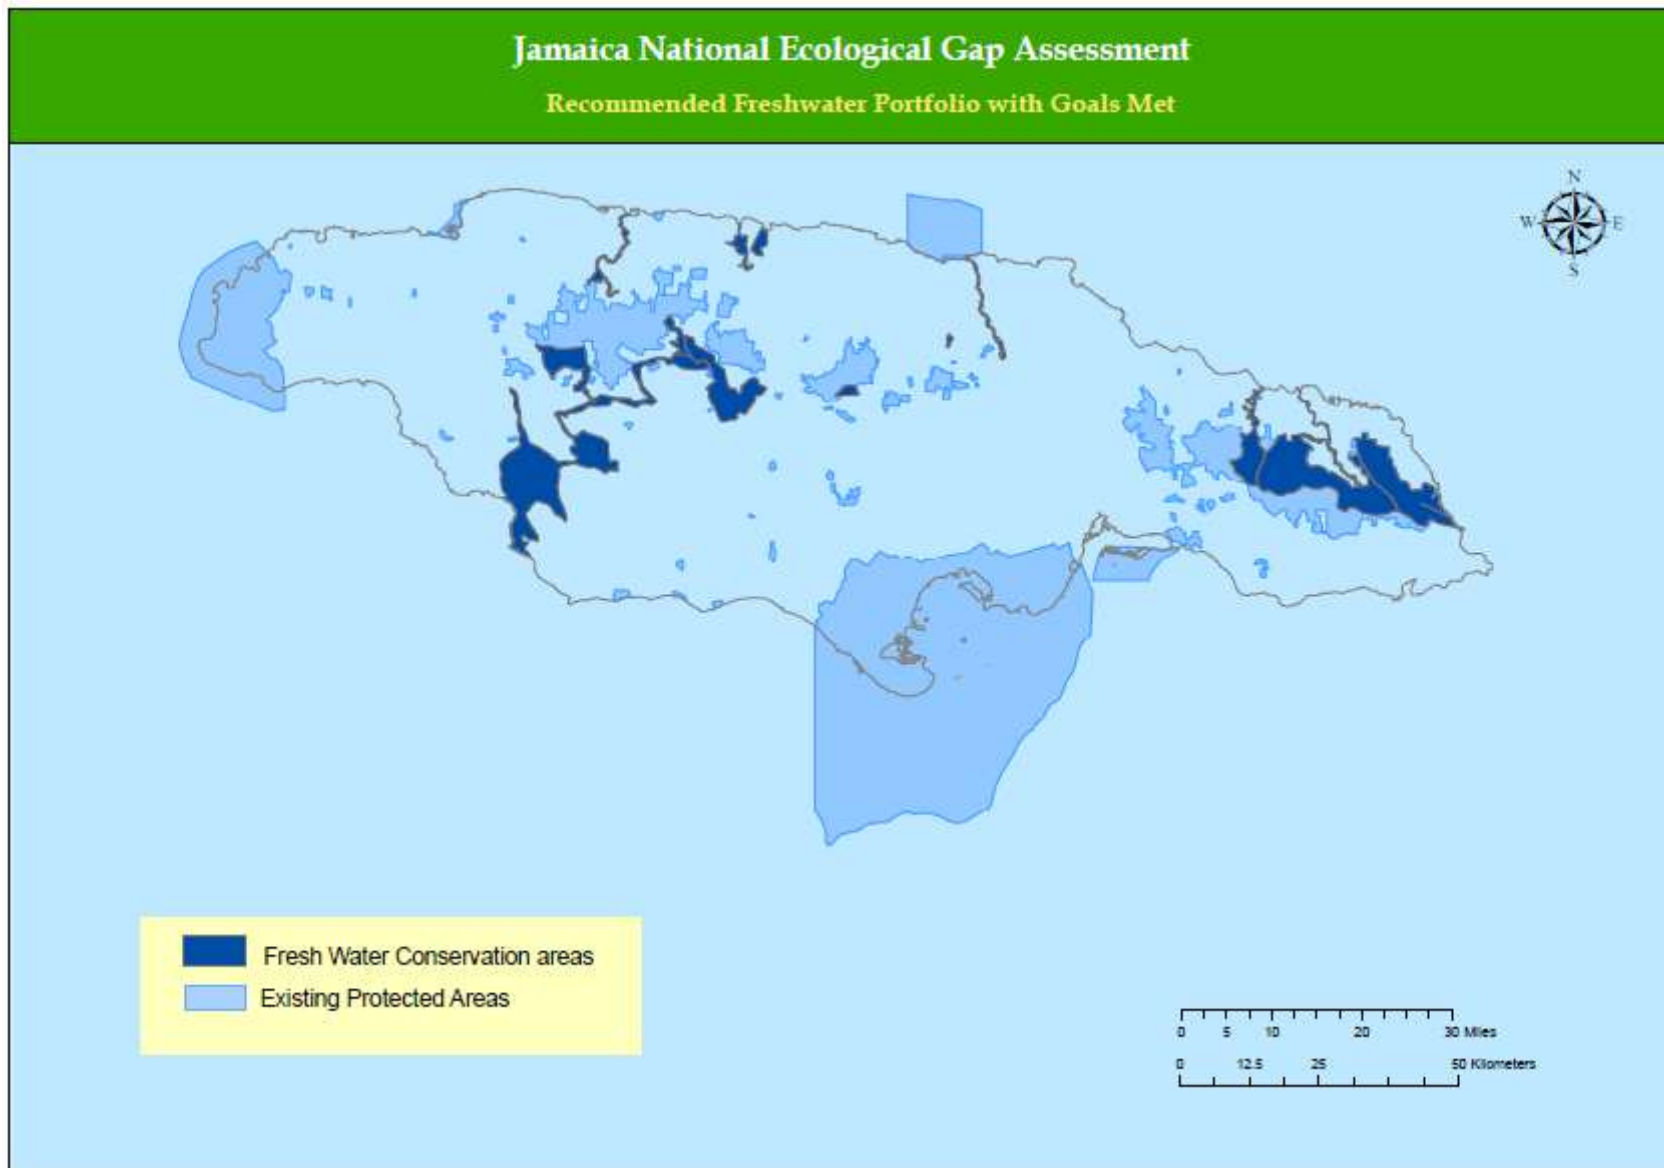 Jamaica National Ecological Gap Assessment
Recommended Freshwater Portfolio with Goals Met
N
W E
S
Fresh Water Conservation areas
Existing Protected Areas
0 5 10 20 30 Miles
0 12.5 25 50 Kilometers